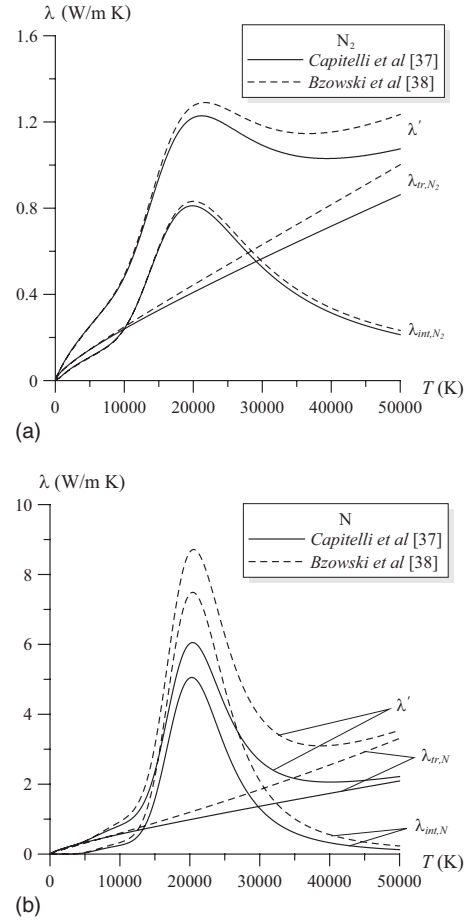 λ (W/m K)
1.6
1.2
0.8
0.4
0
N₂
Capitelli et al [37]
Bzowski et al [38]
λ′
λtr,N₂
λint,N₂
0 10000 20000 30000 40000 50000
T (K)
(a)
λ (W/m K)
10
8
6
4
2
0
N
Capitelli et al [37]
Bzowski et al [38]
λ′
λtr,N
λint,N
0 10000 20000 30000 40000 50000
T (K)
(b)